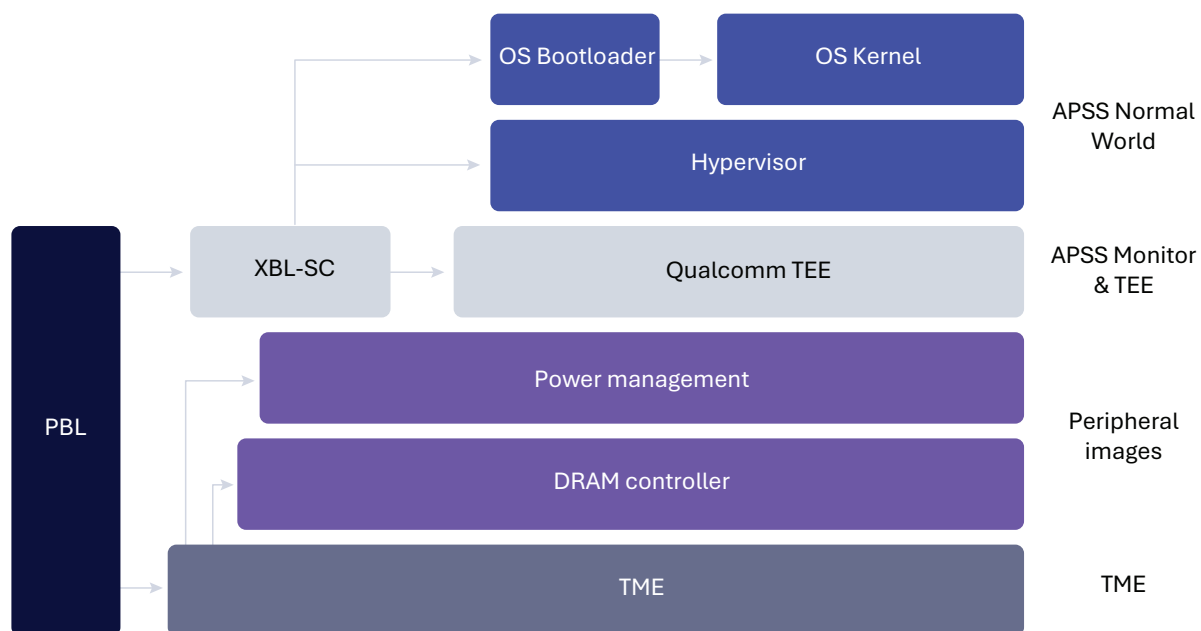 OS Bootloader
OS Kernel
APSS Normal
World
Hypervisor
XBL-SC
Qualcomm TEE
APSS Monitor
& TEE
Power management
PBL
Peripheral
images
DRAM controller
TME
TME